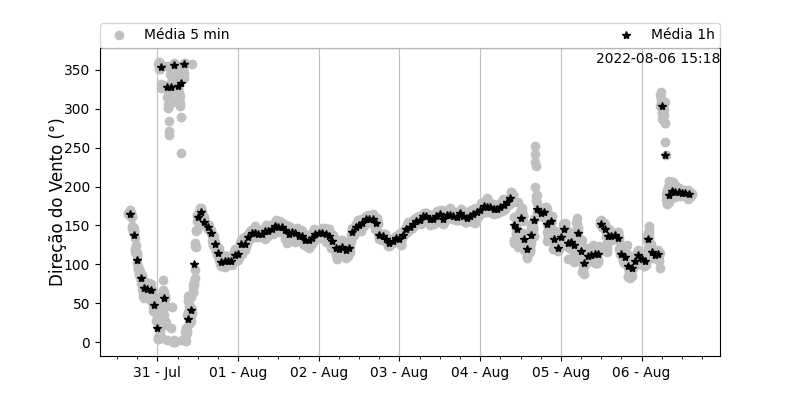 Média 5 min
Média 1h
2022-08-06 15:18
Direção do Vento (°)
350
300
250
200
150
100
50
0
31 - Jul
01 - Aug
02 - Aug
03 - Aug
04 - Aug
05 - Aug
06 - Aug